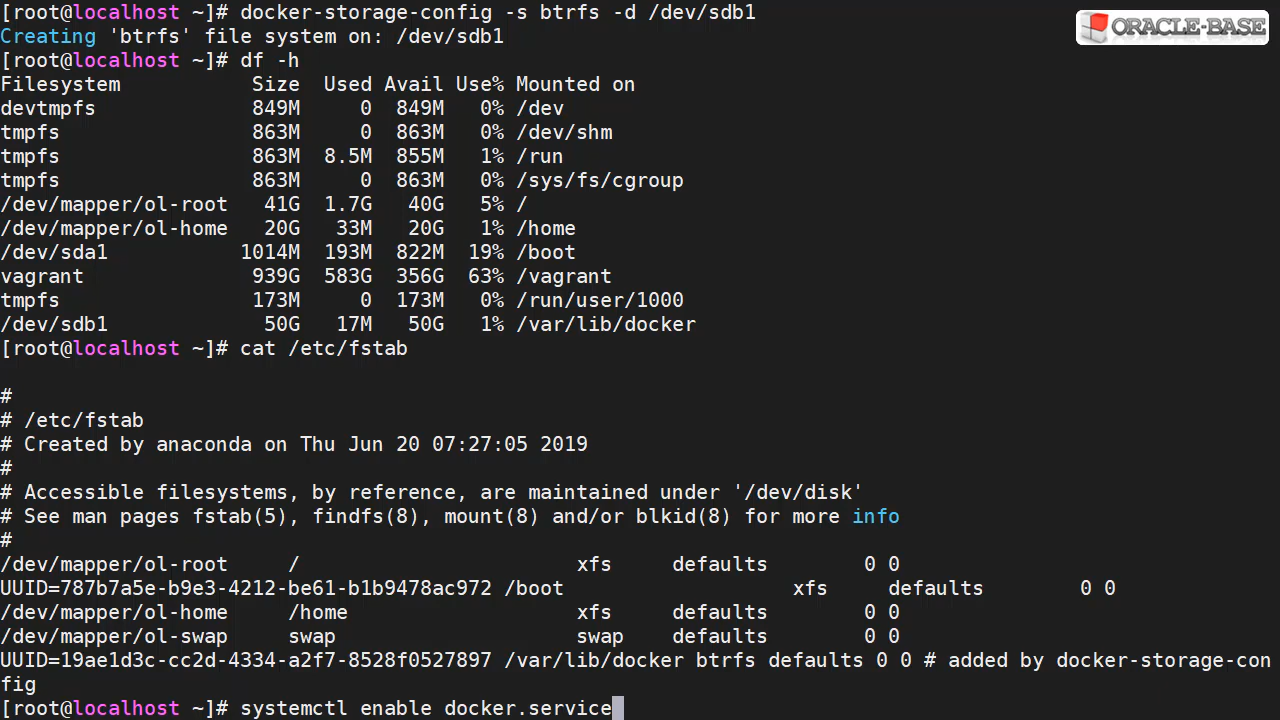 [root@localhost ~]# docker-storage-config -s btrfs -d /dev/sdb1
ORACLE-BASE
Creating 'btrfs' file system on: /dev/sdb1
[root@localhost ~]# df -h
Filesystem           Size  Used Avail Use% Mounted on
devtmpfs             849M     0  849M   0% /dev
tmpfs                863M     0  863M   0% /dev/shm
tmpfs                863M  8.5M  855M   1% /run
tmpfs                863M     0  863M   0% /sys/fs/cgroup
/dev/mapper/ol-root   41G  1.7G   40G   5% /
/dev/mapper/ol-home   20G   33M   20G   1% /home
/dev/sda1           1014M  193M  822M  19% /boot
vagrant              939G  583G  356G  63% /vagrant
tmpfs                173M     0  173M   0% /run/user/1000
/dev/sdb1             50G   17M   50G   1% /var/lib/docker
[root@localhost ~]# cat /etc/fstab
#
# /etc/fstab
# Created by anaconda on Thu Jun 20 07:27:05 2019
#
# Accessible filesystems, by reference, are maintained under '/dev/disk'
# See man pages fstab(5), findfs(8), mount(8) and/or blkid(8) for more info
#
/dev/mapper/ol-root     /                       xfs     defaults        0 0
UUID=787b7a5e-b9e3-4212-be61-b1b9478ac972 /boot                   xfs     defaults        0 0
/dev/mapper/ol-home     /home                   xfs     defaults        0 0
/dev/mapper/ol-swap     swap                    swap    defaults        0 0
UUID=19ae1d3c-cc2d-4334-a2f7-8528f0527897 /var/lib/docker btrfs defaults 0 0 # added by docker-storage-con
fig
[root@localhost ~]# systemctl enable docker.service